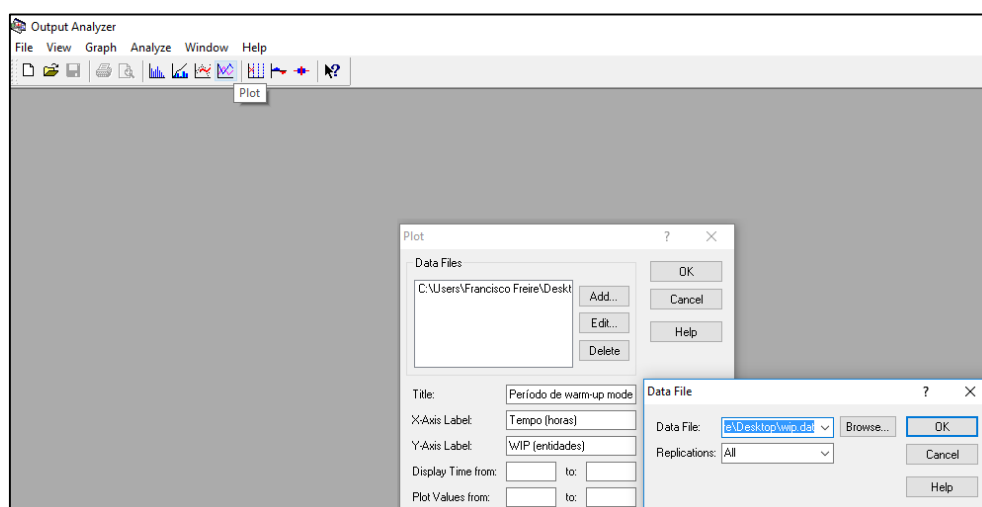 Output Analyzer
File View Graph Analyze Window Help
Plot
Plot ?
Data Files
C:\Users\Francisco Freire\Deskt
Add...
Edit...
Delete
OK
Cancel
Help
Title: Período de warm-up mode
X-Axis Label: Tempo (horas)
Y-Axis Label: WIP (entidades)
Display Time from: to:
Plot Values from: to:
Data File ?
Data File: re\Desktop\wip.dat Browse...
Replications: All
OK
Cancel
Help